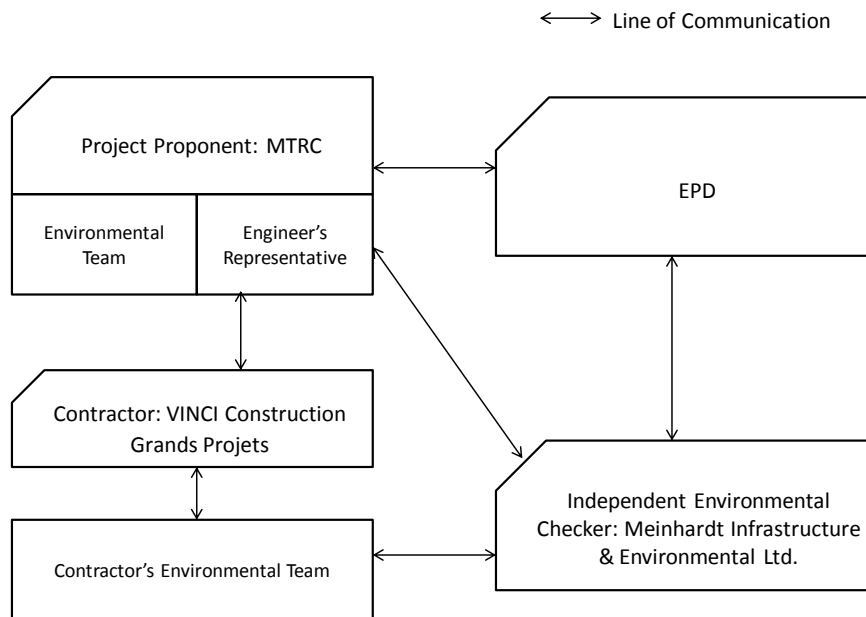 Line of Communication
Project Proponent: MTRC
EPD
Environmental
Team
Engineer's
Representative
Contractor: VINCI Construction
Grands Projets
Independent Environmental
Checker: Meinhardt Infrastructure
& Environmental Ltd.
Contractor's Environmental Team